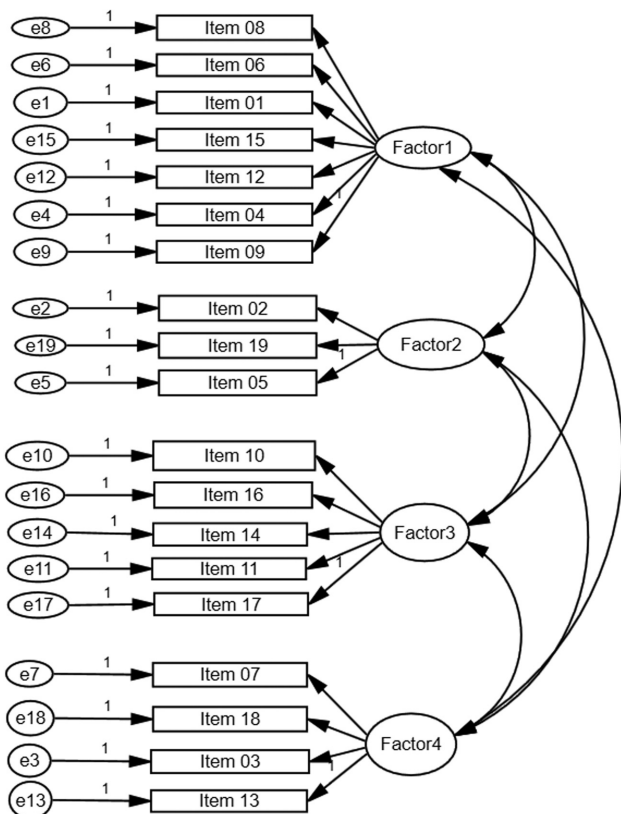 e8 1 Item 08
e6 1 Item 06
e1 1 Item 01
e15 1 Item 15 Factor1
e12 1 Item 12
e4 1 Item 04 1
e9 1 Item 09
e2 1 Item 02
e19 1 Item 19 1 Factor2
e5 1 Item 05
e10 1 Item 10
e16 1 Item 16
e14 1 Item 14 Factor3
e11 1 Item 11 1
e17 1 Item 17
e7 1 Item 07
e18 1 Item 18 Factor4
e3 1 Item 03 1
e13 1 Item 13